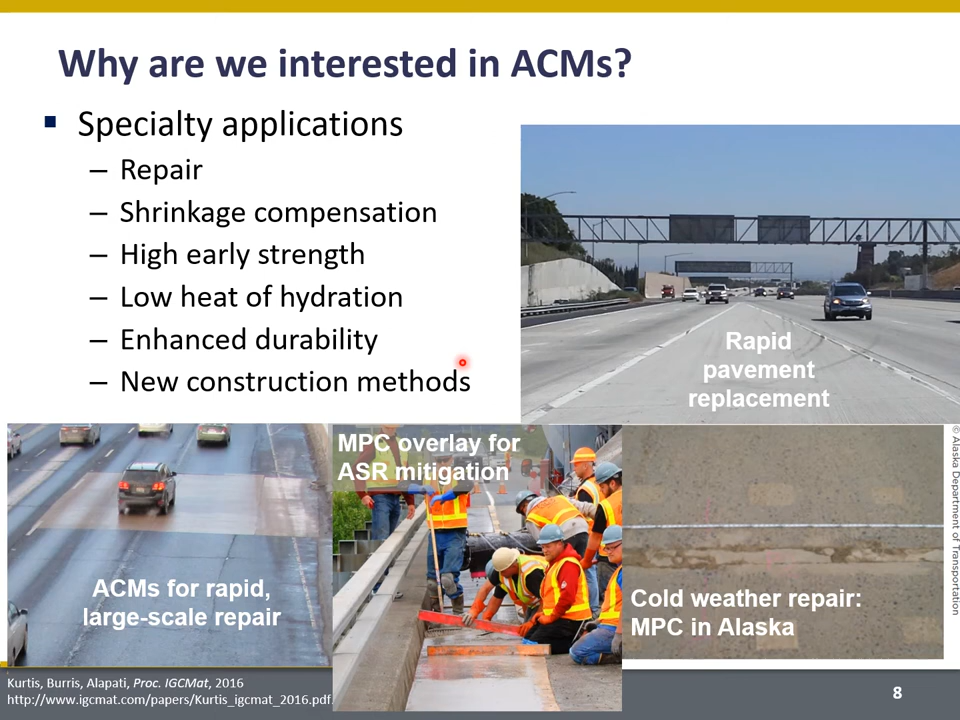 Why are we interested in ACMs?
▪ Specialty applications
– Repair
– Shrinkage compensation
– High early strength
– Low heat of hydration
– Enhanced durability
– New construction methods
Rapid
pavement
replacement
ACMs for rapid,
large-scale repair
MPC overlay for
ASR mitigation
Cold weather repair:
MPC in Alaska
© Alaska Department of Transportation
Kurtis, Burris, Alapati, Proc. IGCMat, 2016
http://www.igcmat.com/papers/Kurtis_igcmat_2016.pdf
8